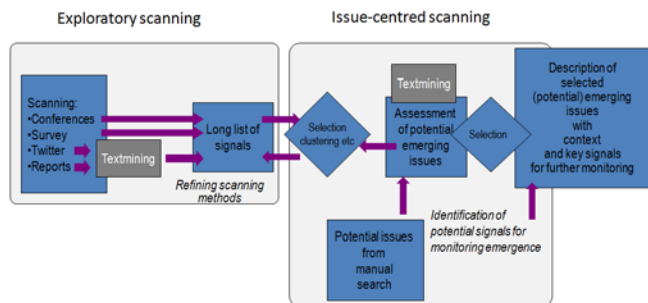 Exploratory scanning
Issue-centred scanning
Scanning:
•Conferences
•Survey
•Twitter
•Reports
Textmining
Long list of
signals
Refining scanning
methods
Selection
clustering etc
Textmining
Assessment
of potential
emerging
issues
Selection
Description of
selected
(potential) emerging
issues
with
context
and key signals
for further monitoring
Potential issues
from
manual
search
Identification of
potential signals for
monitoring emergence